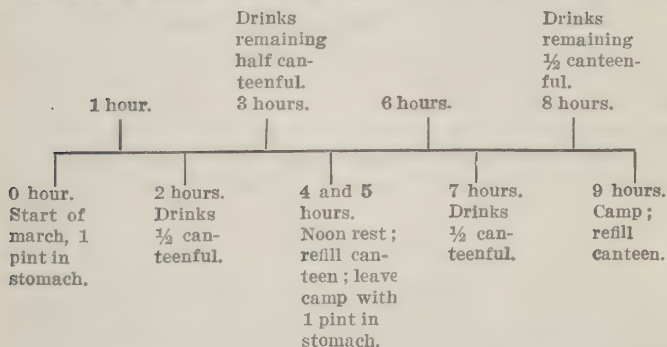 Drinks
remaining
half can-
teenful.
3 hours.
Drinks
remaining
½ canteen-
ful.
8 hours.
1 hour.
6 hours.
0 hour.
Start of
march, 1
pint in
stomach.
2 hours.
Drinks
½ can-
teenful.
4 and 5
hours.
Noon rest;
refill can-
teen; leave
camp with
1 pint in
stomach.
7 hours.
Drinks
½ can-
teenful.
9 hours.
Camp;
refill
canteen.